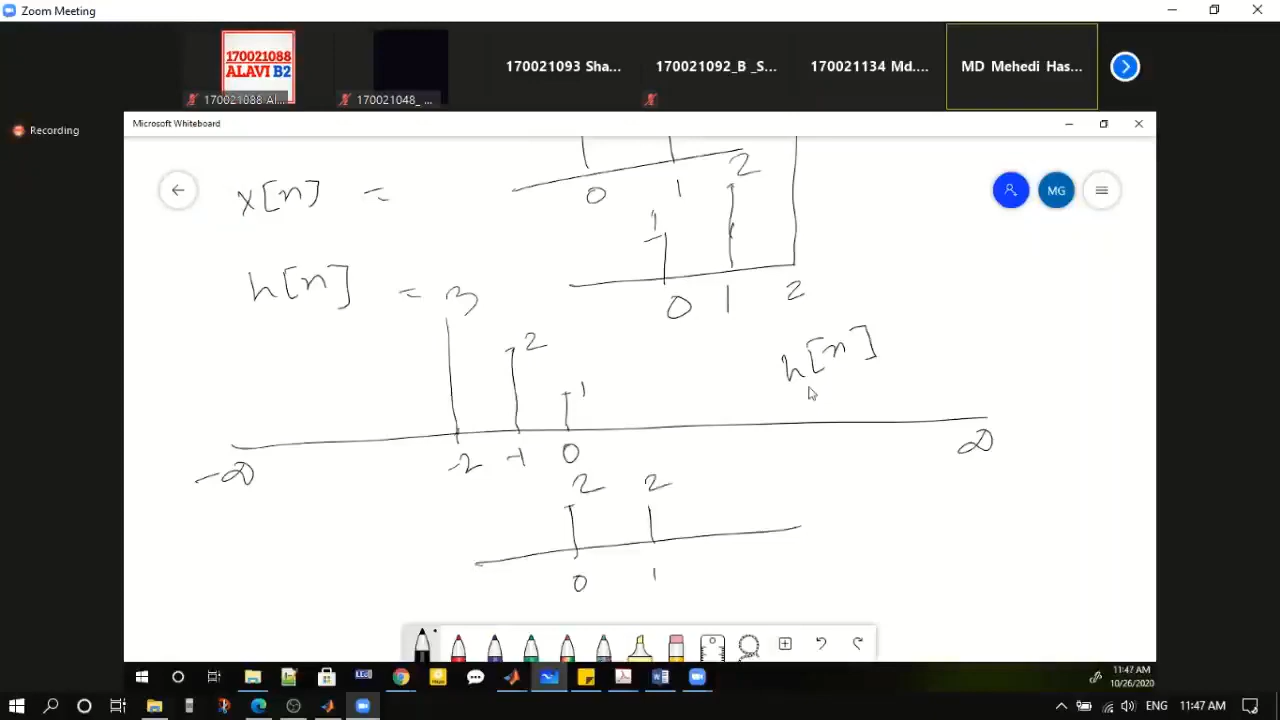 Zoom Meeting
170021088
ALAVI B2
170021088 Al...
170021048_ ...
170021093 Sha...
170021092_B _S...
170021134 Md...
MD Mehedi Has...
Recording
Microsoft Whiteboard
MG
x[n] =
0 1
2
1
0 1 2
h[n] = 3
2
1
h[n]
-∞ -2 -1 0 ∞
2 2
0 1
11:47 AM
10/26/2020
ENG 11:47 AM